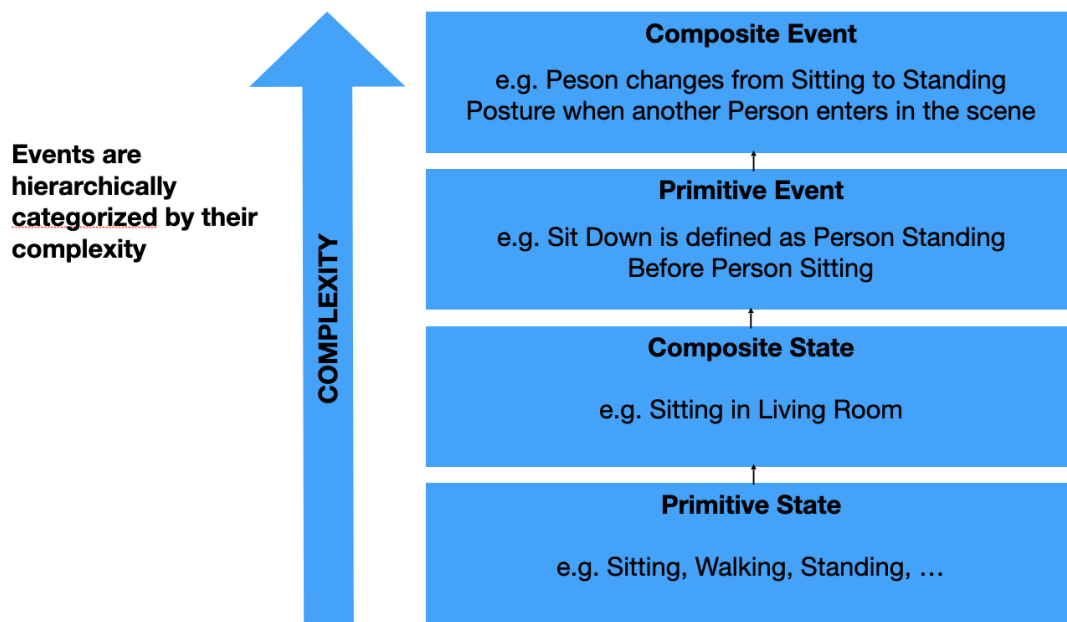 Events are
hierarchically
categorized by their
complexity
COMPLEXITY
Composite Event
e.g. Peson changes from Sitting to Standing
Posture when another Person enters in the scene
Primitive Event
e.g. Sit Down is defined as Person Standing
Before Person Sitting
Composite State
e.g. Sitting in Living Room
Primitive State
e.g. Sitting, Walking, Standing, …